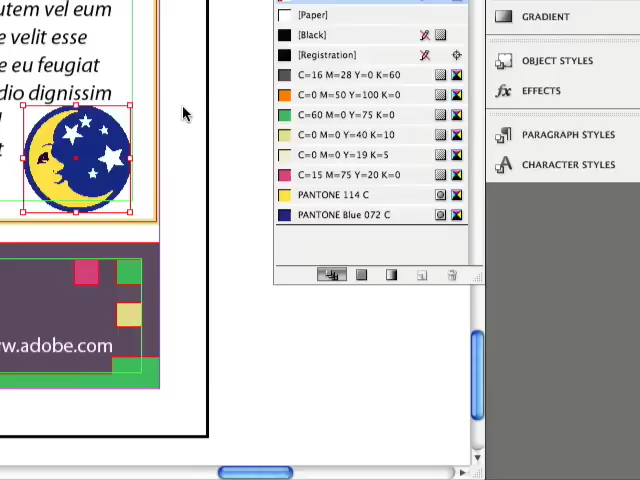 utem vel eum
e velit esse
e eu feugiat
dio dignissim
w.adobe.com
[Paper]
[Black]
[Registration]
C=16 M=28 Y=0 K=60
C=0 M=50 Y=100 K=0
C=60 M=0 Y=75 K=0
C=0 M=0 Y=40 K=10
C=0 M=0 Y=19 K=5
C=15 M=75 Y=20 K=0
PANTONE 114 C
PANTONE Blue 072 C
GRADIENT
OBJECT STYLES
fx EFFECTS
PARAGRAPH STYLES
CHARACTER STYLES